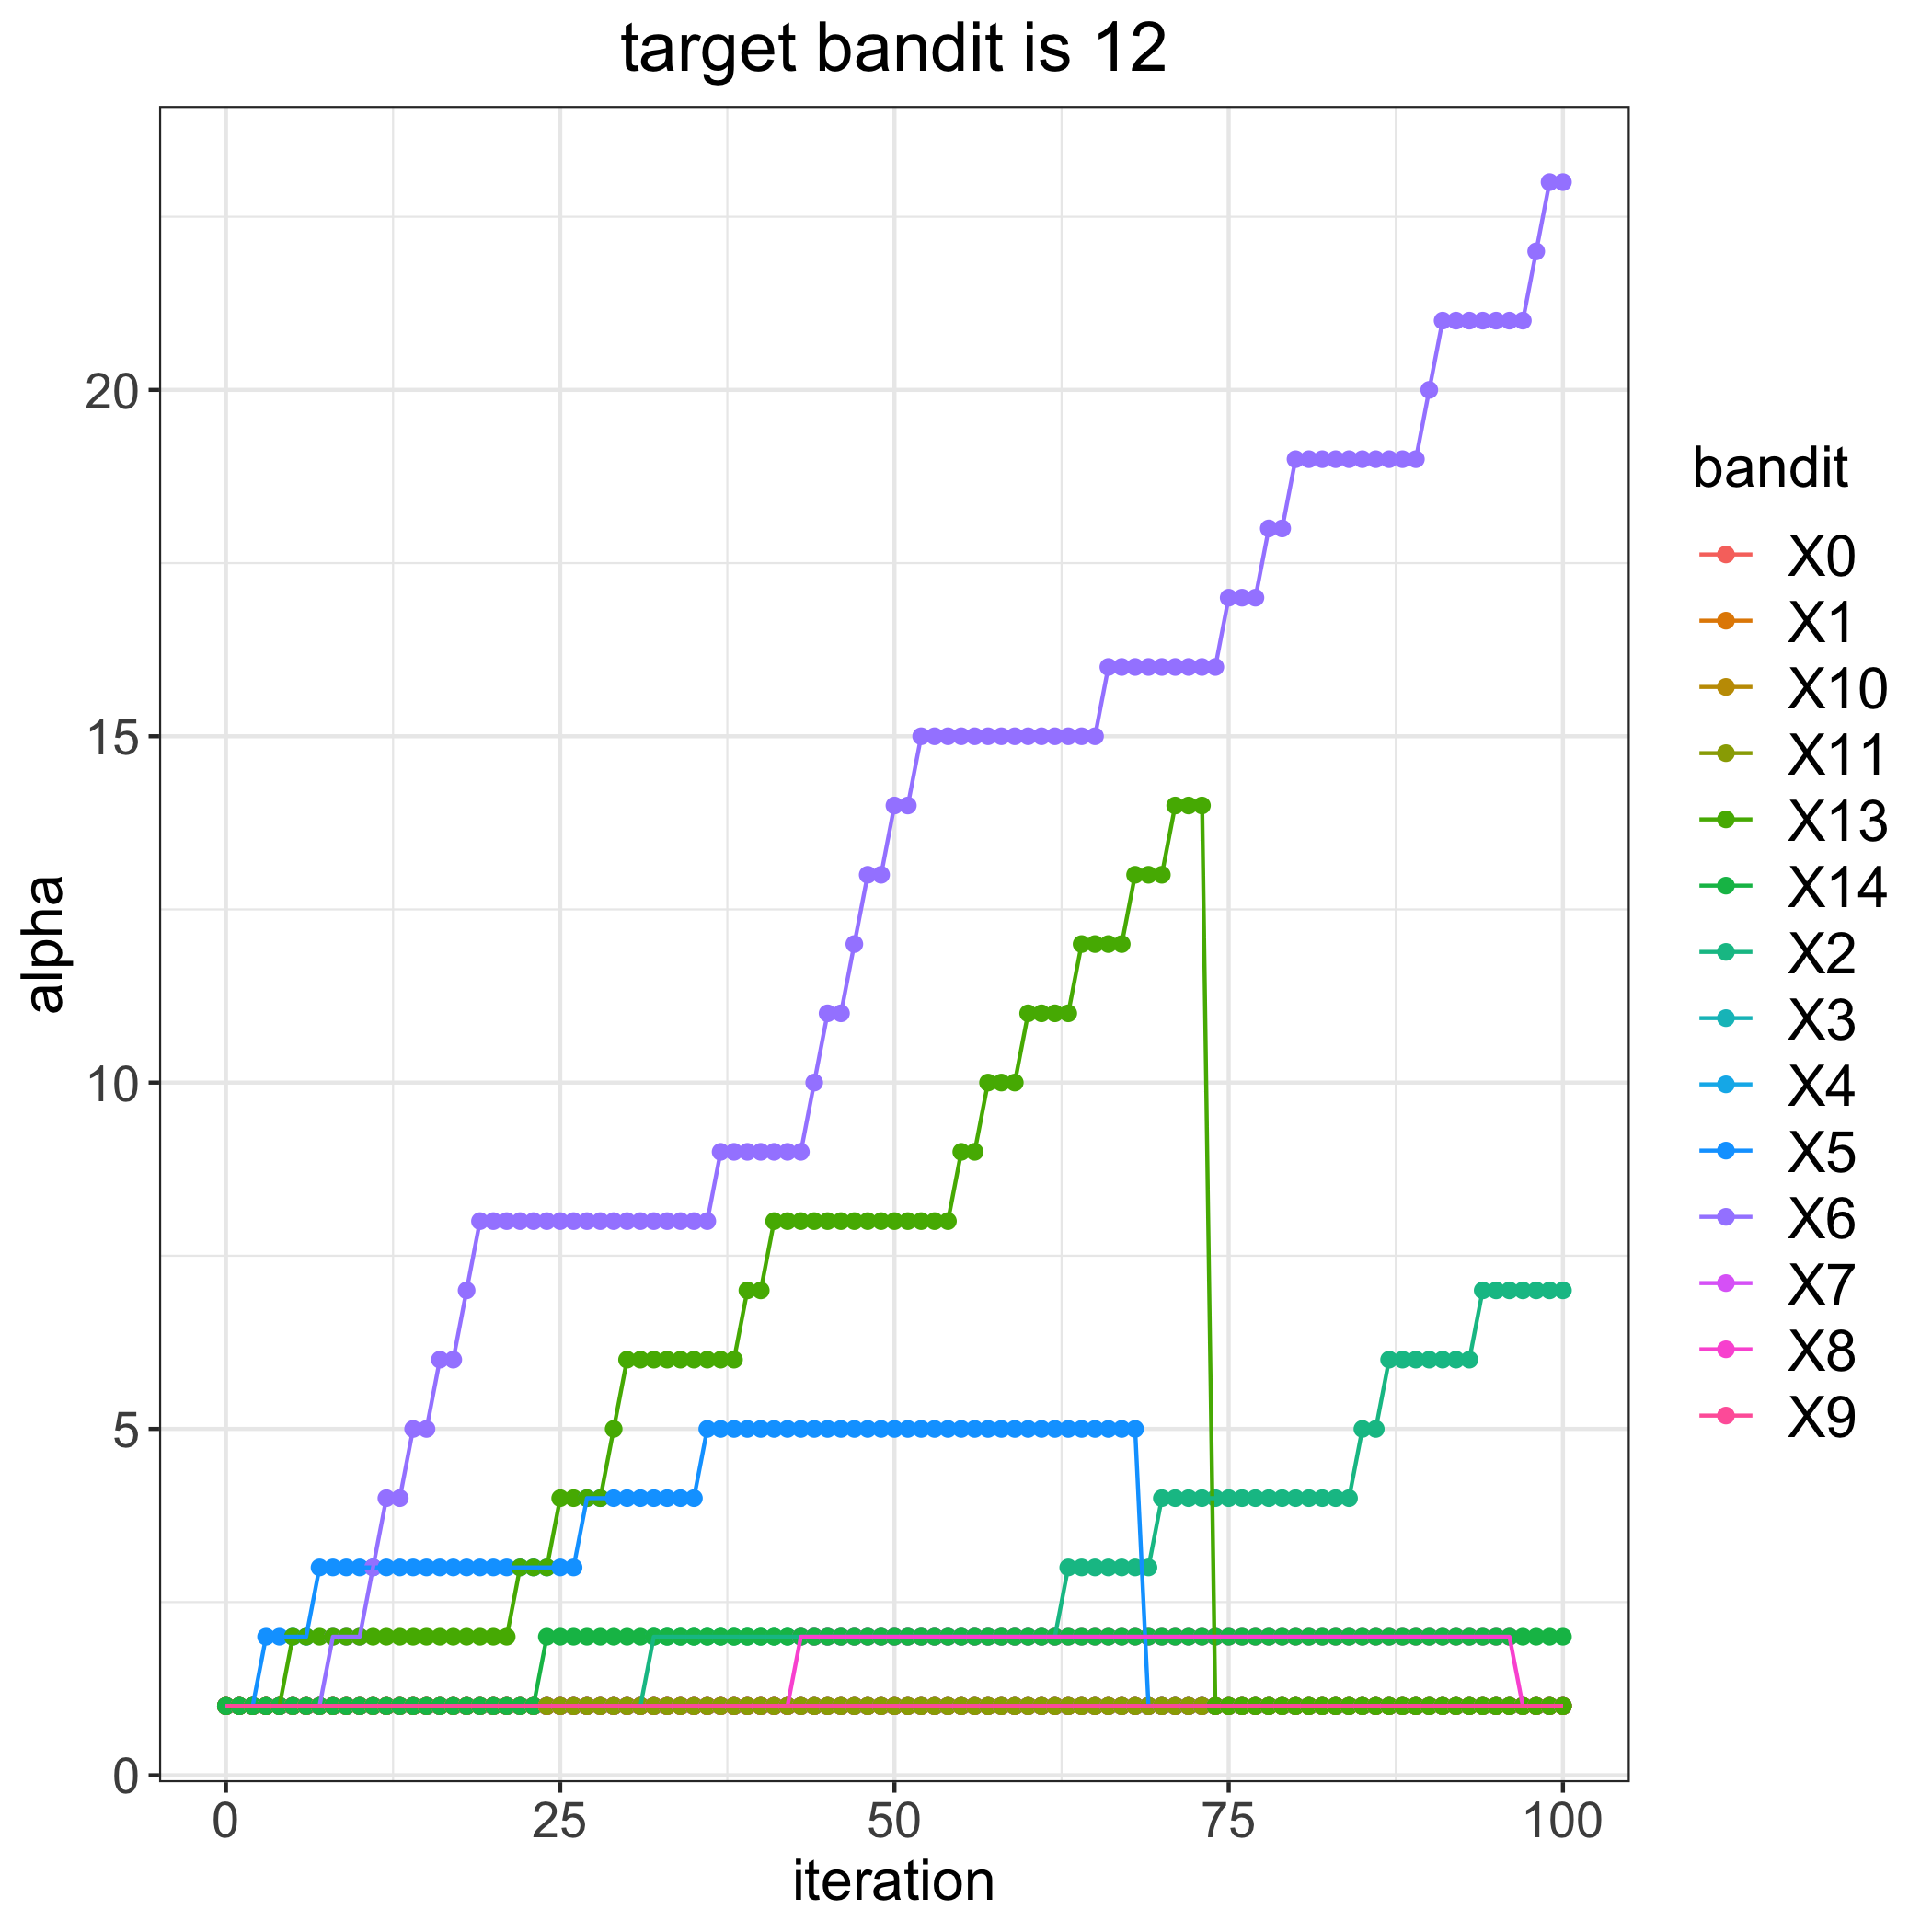 target bandit is 12
alpha
20
15
10
5
0
0 25 50 75 100
iteration
bandit
X0
X1
X10
X11
X13
X14
X2
X3
X4
X5
X6
X7
X8
X9